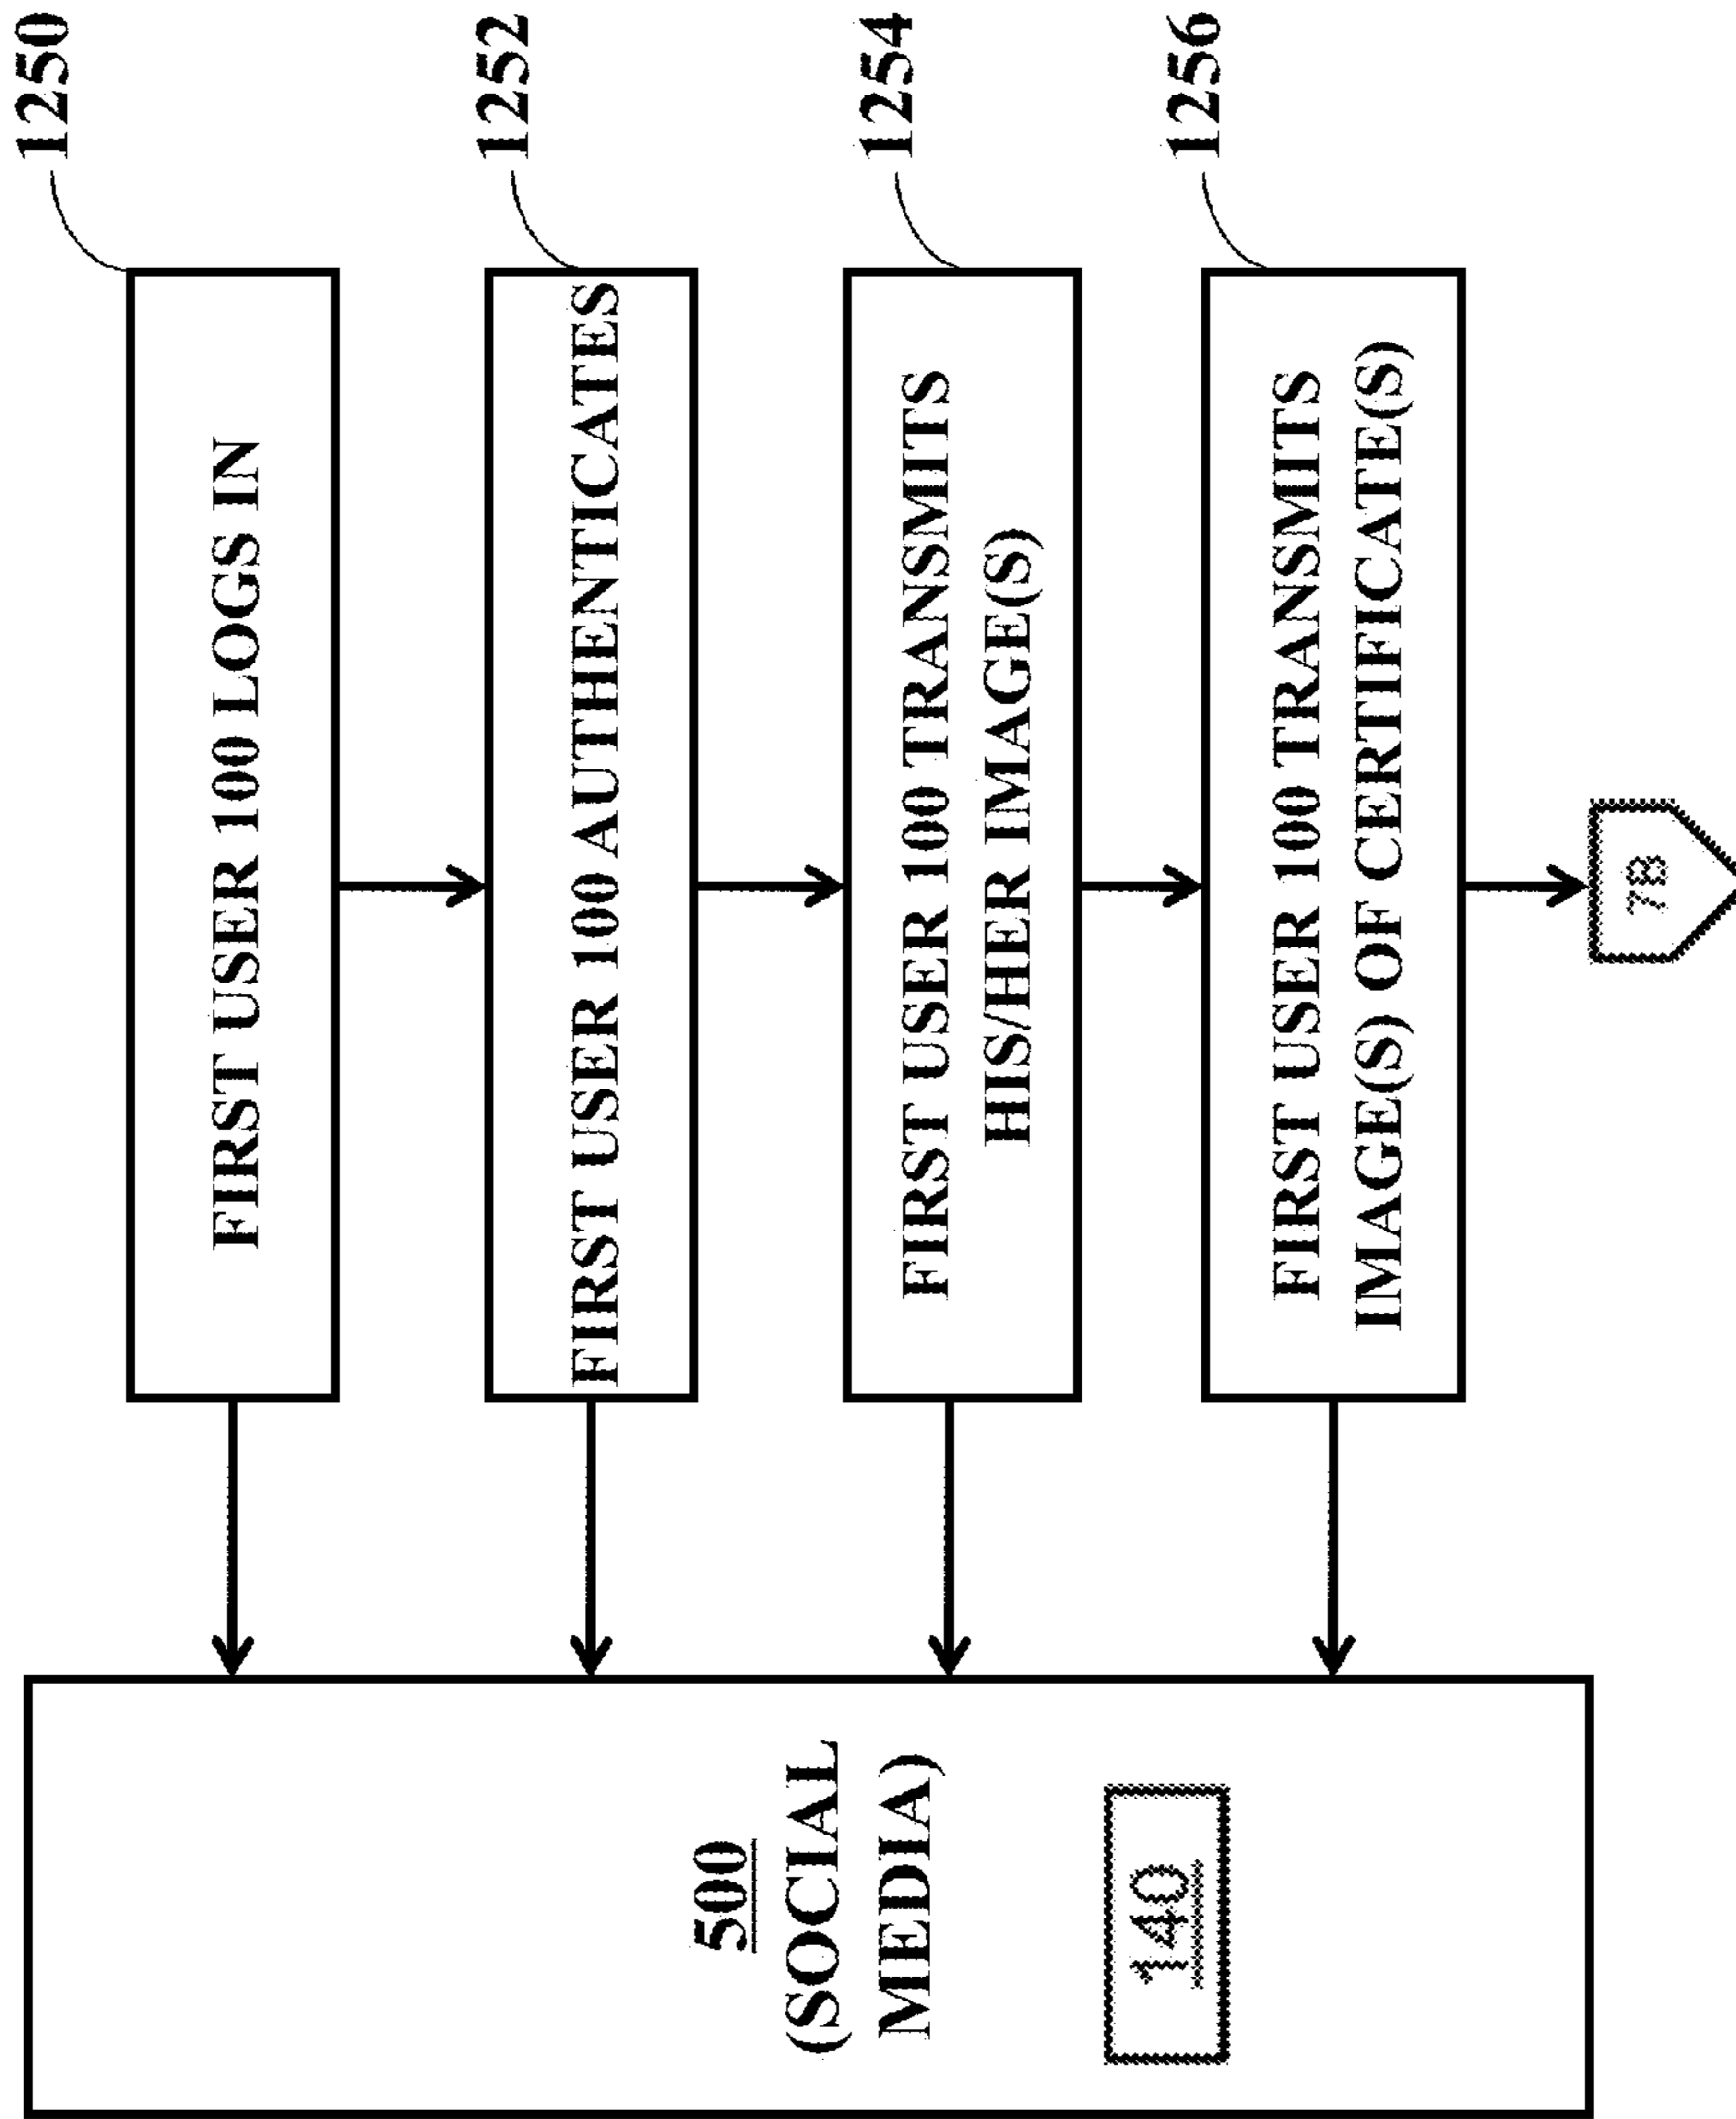 500
(SOCIAL
MEDIA)
140
FIRST USER 100 LOGS IN
1250
FIRST USER 100 AUTHENTICATES
1252
FIRST USER 100 TRANSMITS
HIS/HER IMAGE(S)
1254
FIRST USER 100 TRANSMITS
IMAGE(S) OF CERTIFICATE(S)
1256
7B